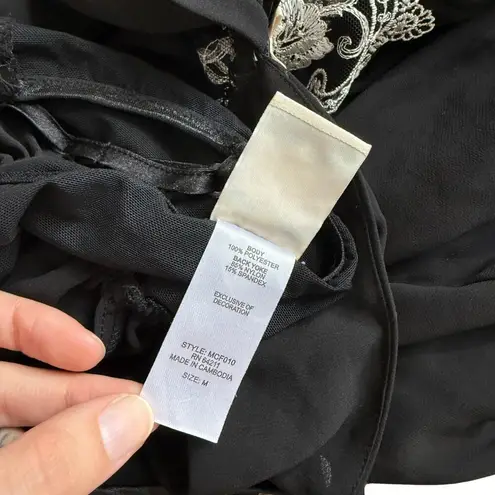 BODY
100% POLYESTER
BACK YOKE
85% NYLON
15% SPANDEX
EXCLUSIVE OF
DECORATION
STYLE: MCF010
RN 64211
MADE IN CAMBODIA
SIZE: M